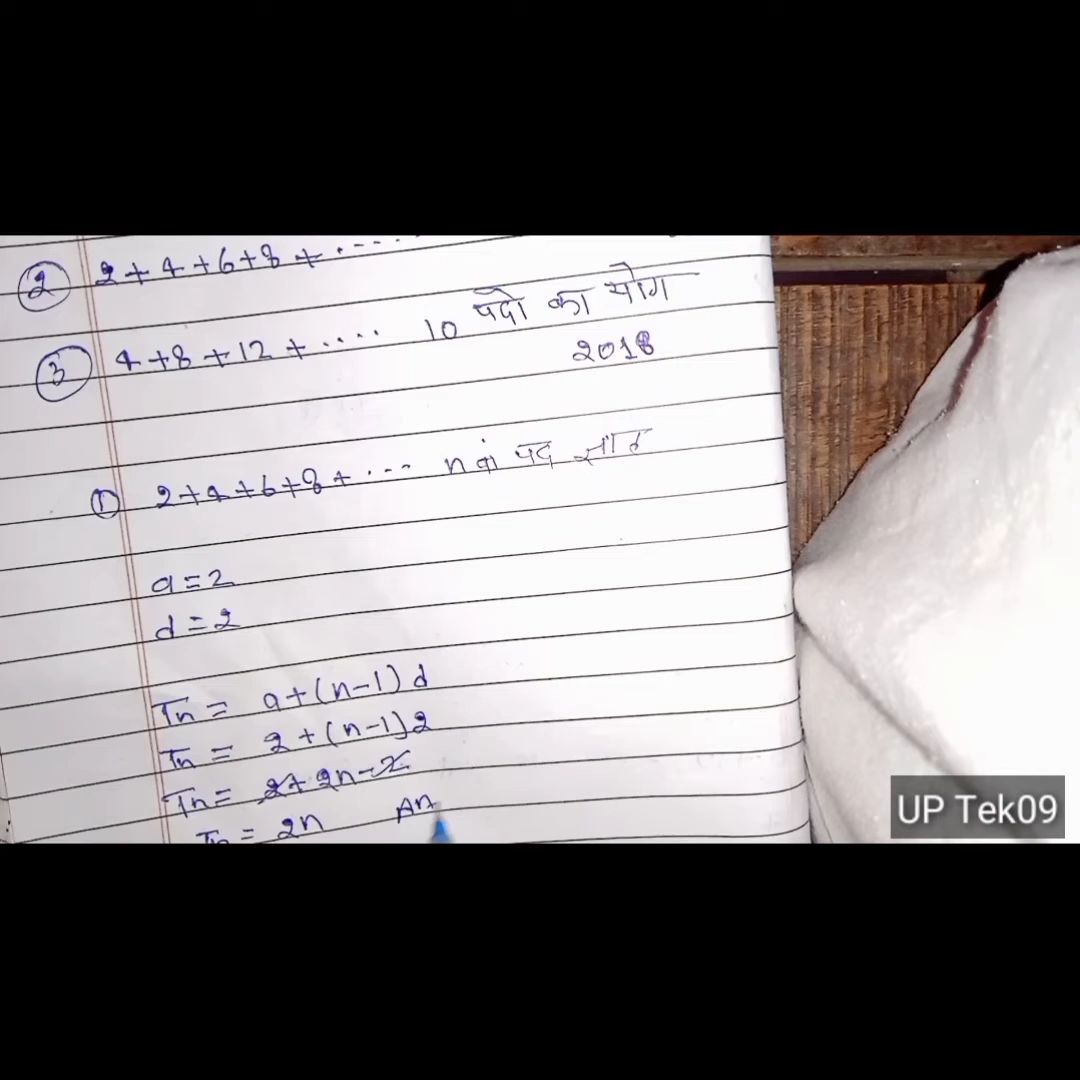 ② 2+4+6+8+.....
③ 4+8+12+.... 10 पदो का योग
2018
① 2+4+6+8+... n वां पद ज्ञात
a=2
d=2
Tn = a+(n-1)d
Tn = 2+(n-1)2
Tn = 2+2n-2
Tn = 2n An
UP Tek09